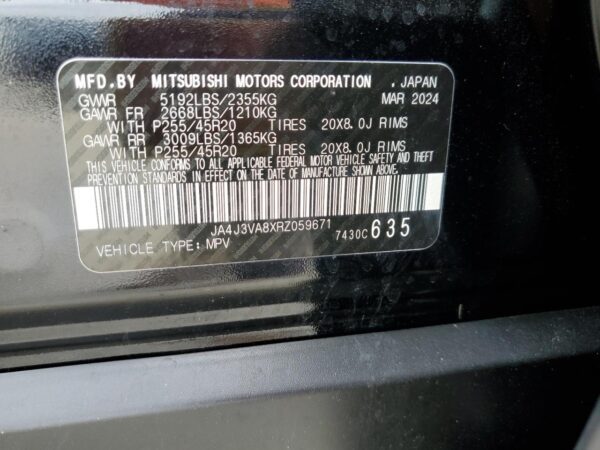 MFD. BY MITSUBISHI MOTORS CORPORATION . JAPAN
GWR 5192LBS/2355KG MAR 2024
GAWR FR 2668LBS/1210KG
WITH P255/45R20 TIRES 20X8.0J RIMS
GAWR RR 3009LBS/1365KG
WITH P255/45R20 TIRES 20X8.0J RIMS
THIS VEHICLE CONFORMS TO ALL APPLICABLE FEDERAL MOTOR VEHICLE SAFETY AND THEFT
PREVENTION STANDARDS IN EFFECT ON THE DATE OF MANUFACTURE SHOWN ABOVE.
JA4J3VA8XRZ059671 7430C 635
VEHICLE TYPE: MPV